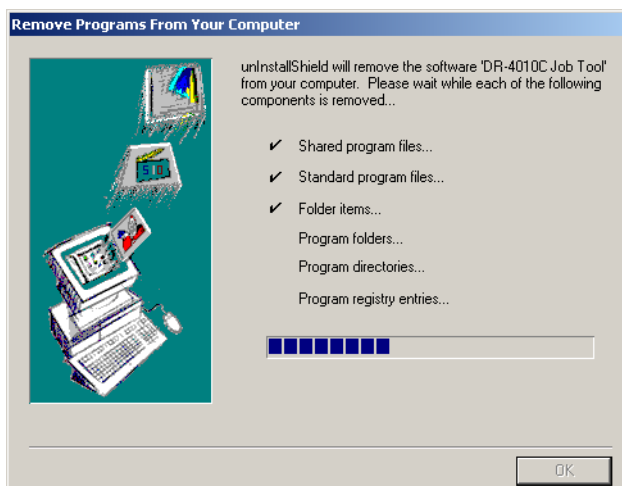 Remove Programs From Your Computer
unInstallShield will remove the software 'DR-4010C Job Tool'
from your computer. Please wait while each of the following
components is removed...
Shared program files...
Standard program files...
Folder items...
Program folders...
Program directories...
Program registry entries...
OK